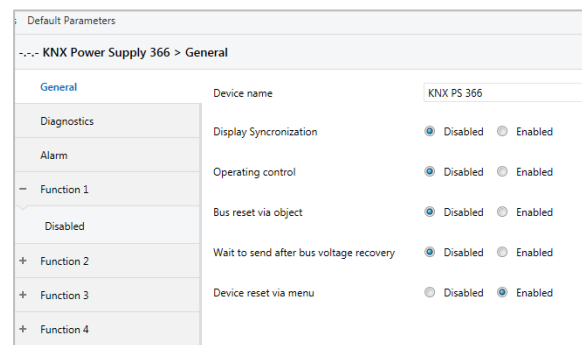 Default Parameters
-.-.- KNX Power Supply 366 > General
General
Diagnostics
Alarm
− Function 1
Disabled
+ Function 2
+ Function 3
+ Function 4
Device name KNX PS 366
Display Syncronization Disabled Enabled
Operating control Disabled Enabled
Bus reset via object Disabled Enabled
Wait to send after bus voltage recovery Disabled Enabled
Device reset via menu Disabled Enabled